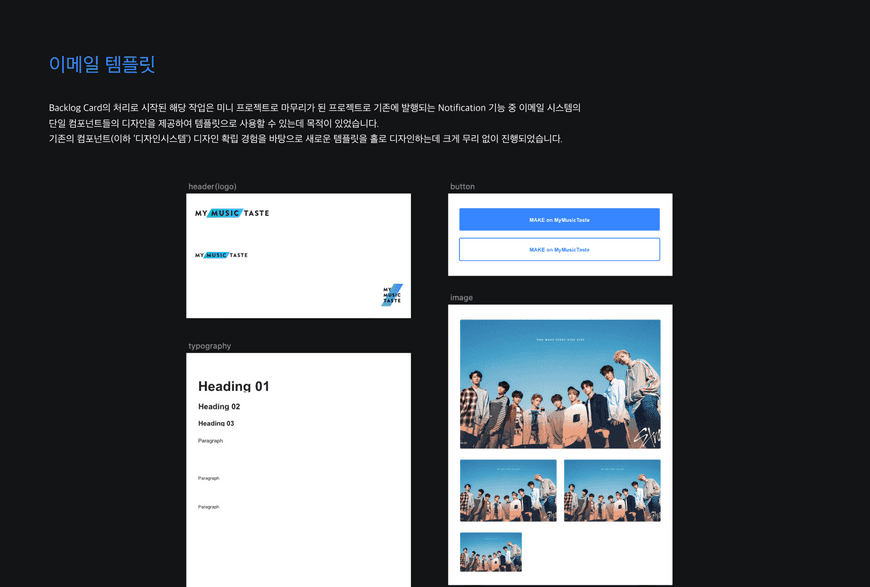 이메일 템플릿
Backlog Card의 처리로 시작된 해당 작업은 미니 프로젝트로 마무리가 된 프로젝트로 기존에 발행되는 Notification 기능 중 이메일 시스템의
단일 컴포넌트들의 디자인을 제공하여 템플릿으로 사용할 수 있는데 목적이 있었습니다.
기존의 컴포넌트(이하 '디자인시스템') 디자인 확립 경험을 바탕으로 새로운 템플릿을 홀로 디자인하는데 크게 무리 없이 진행되었습니다.
header(logo)
MY MUSIC TASTE
MY MUSIC TASTE
MY
MUSIC
TASTE
button
MAKE on MyMusicTaste
MAKE on MyMusicTaste
typography
Heading 01
Heading 02
Heading 03
Paragraph
Paragraph
Paragraph
image